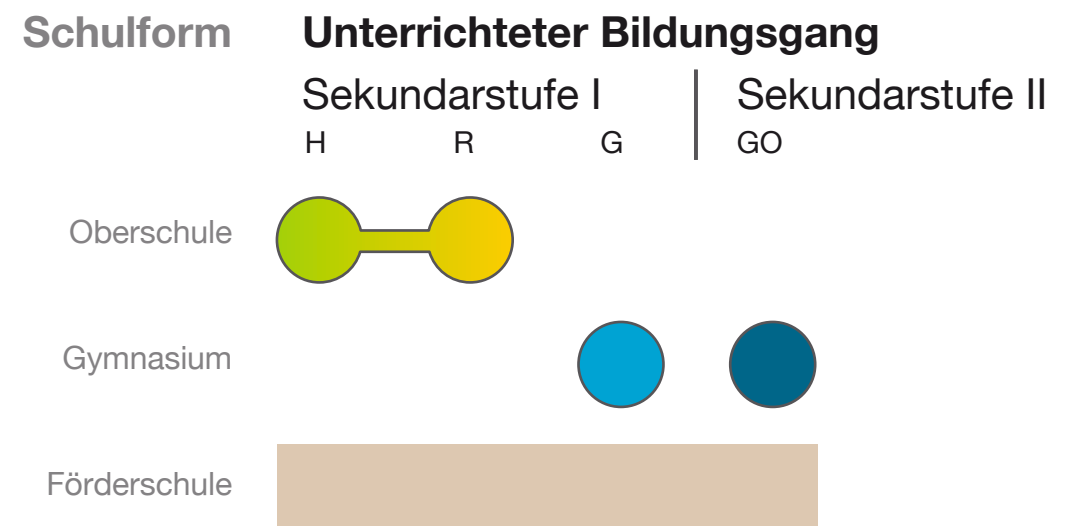 Schulform Unterrichteter Bildungsgang
Sekundarstufe I Sekundarstufe II
H R G GO
Oberschule
Gymnasium
Förderschule